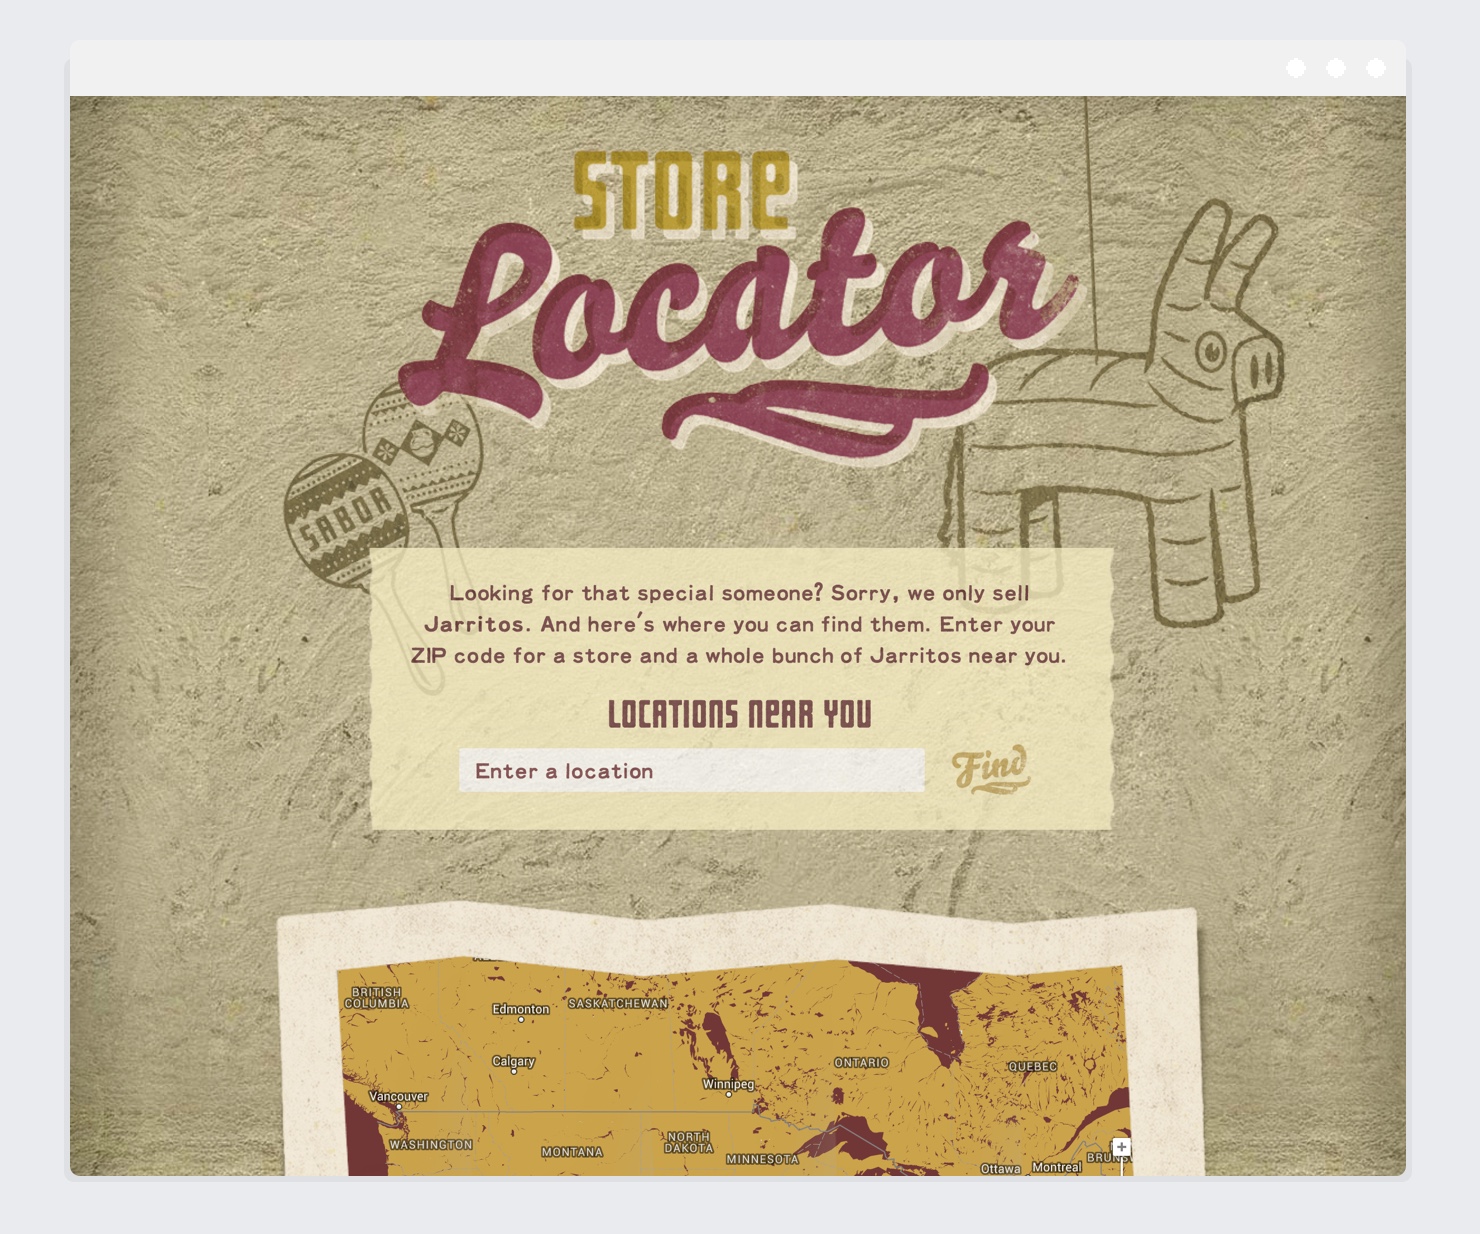 STORE
Locator
SABOR
Looking for that special someone? Sorry, we only sell
Jarritos. And here's where you can find them. Enter your
ZIP code for a store and a whole bunch of Jarritos near you.
LOCATIONS NEAR YOU
Enter a location
Find
BRITISH
COLUMBIA
Edmonton
SASKATCHEWAN
Calgary
ONTARIO
QUEBEC
Winnipeg
Vancouver
WASHINGTON
MONTANA
NORTH
DAKOTA
MINNESOTA
Ottawa
Montreal
+